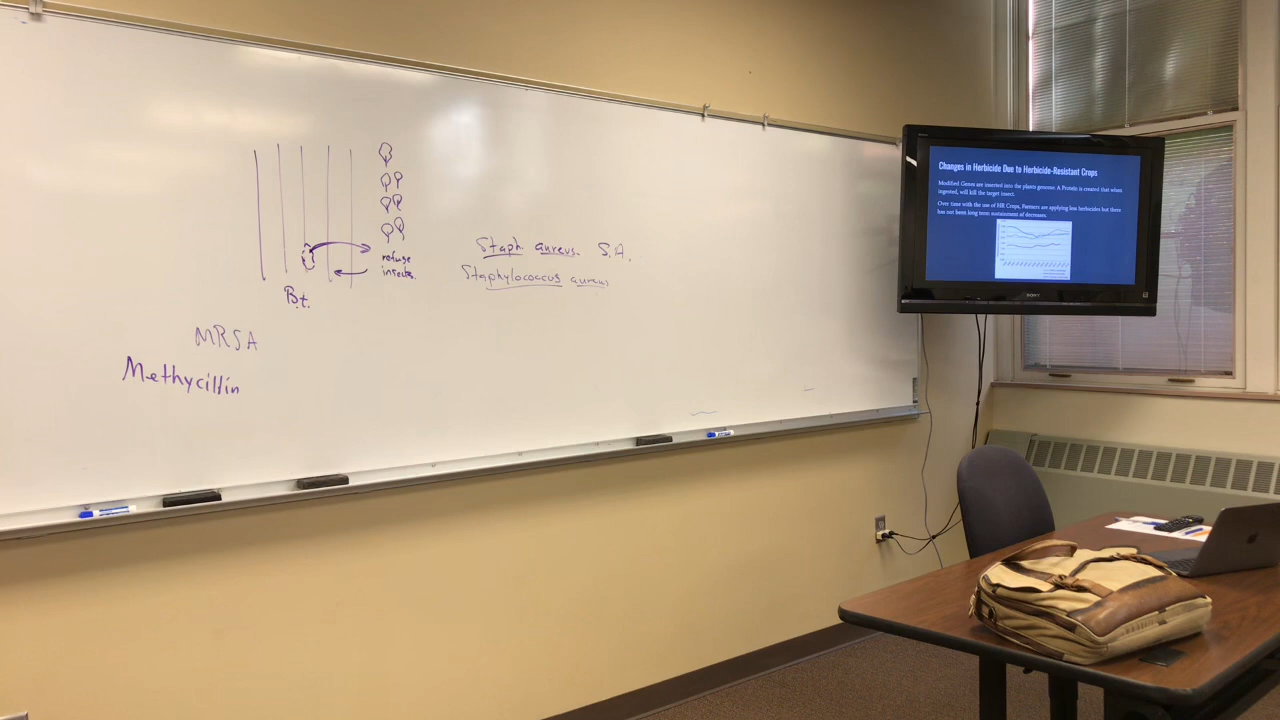 refuge
insects.
Bt.
Staph. aureus. S.A.
Staphylococcus aureus
MRSA
Methycillin
Changes in Herbicide Due to Herbicide-Resistant Crops
Modified Genes are inserted into the plants genome. A Protein is created that when
ingested, will kill the target insect.
Over time with the use of HR Crops, Farmers are applying less herbicides but there
has not been long term sustainment of decreases.
SONY